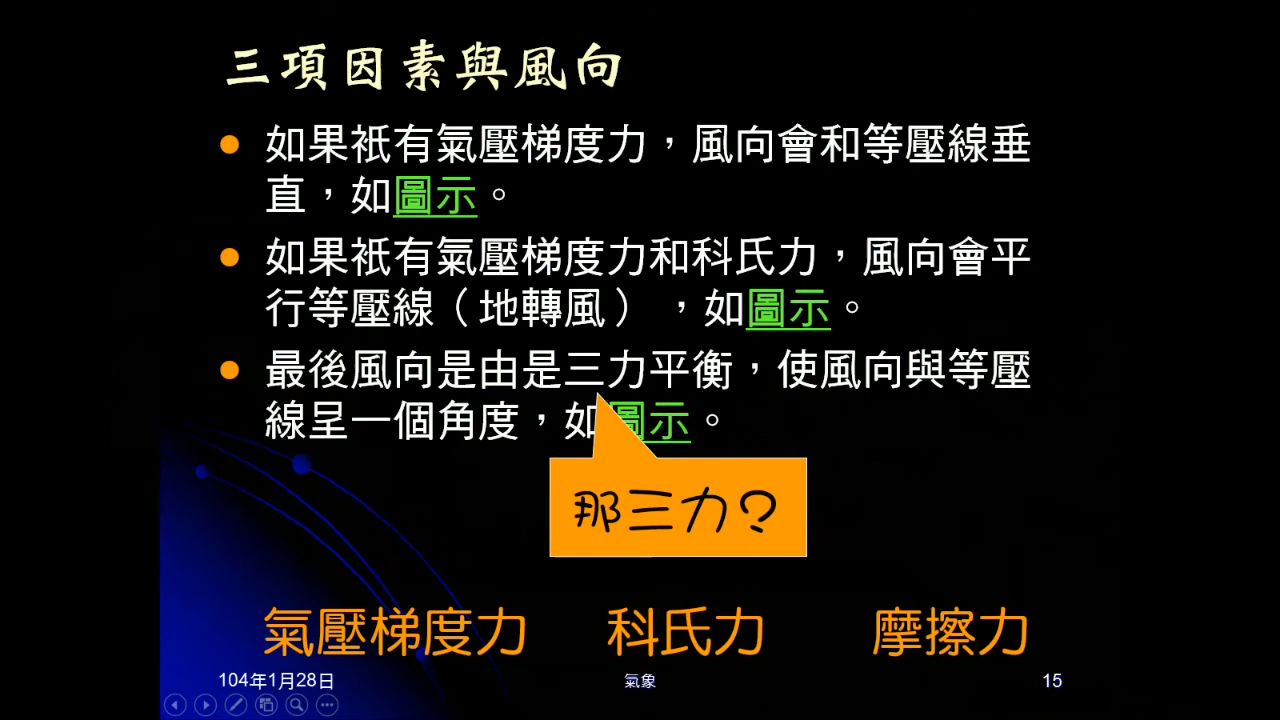 三項因素與風向
如果祇有氣壓梯度力，風向會和等壓線垂
直，如圖示。
如果祇有氣壓梯度力和科氏力，風向會平
行等壓線（地轉風），如圖示。
最後風向是由是三力平衡，使風向與等壓
線呈一個角度，如圖示。
那三力？
氣壓梯度力 科氏力 摩擦力
104年1月28日 氣象 15